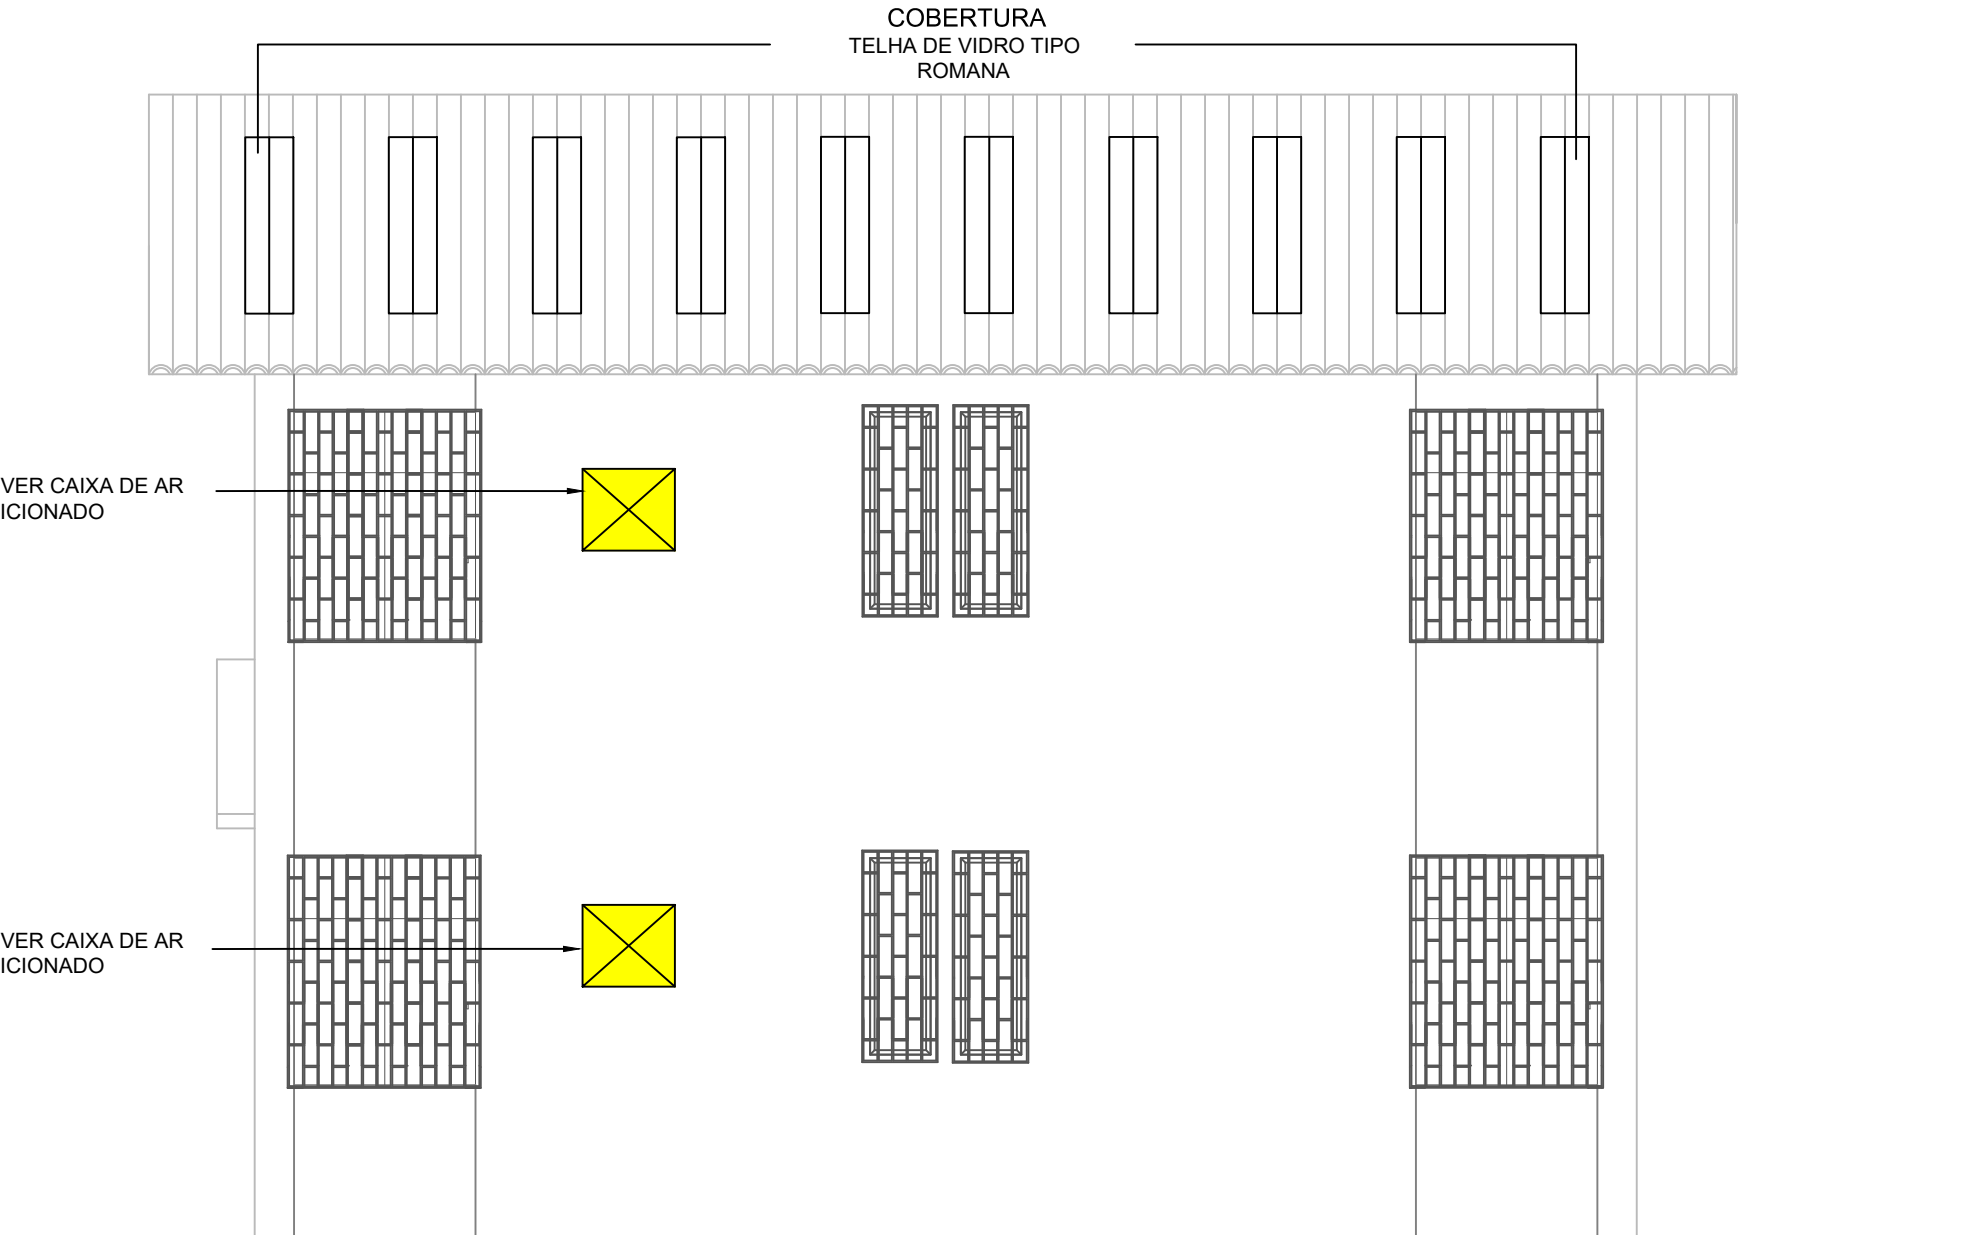 COBERTURA
TELHA DE VIDRO TIPO
ROMANA
VER CAIXA DE AR
ICIONADO
VER CAIXA DE AR
ICIONADO